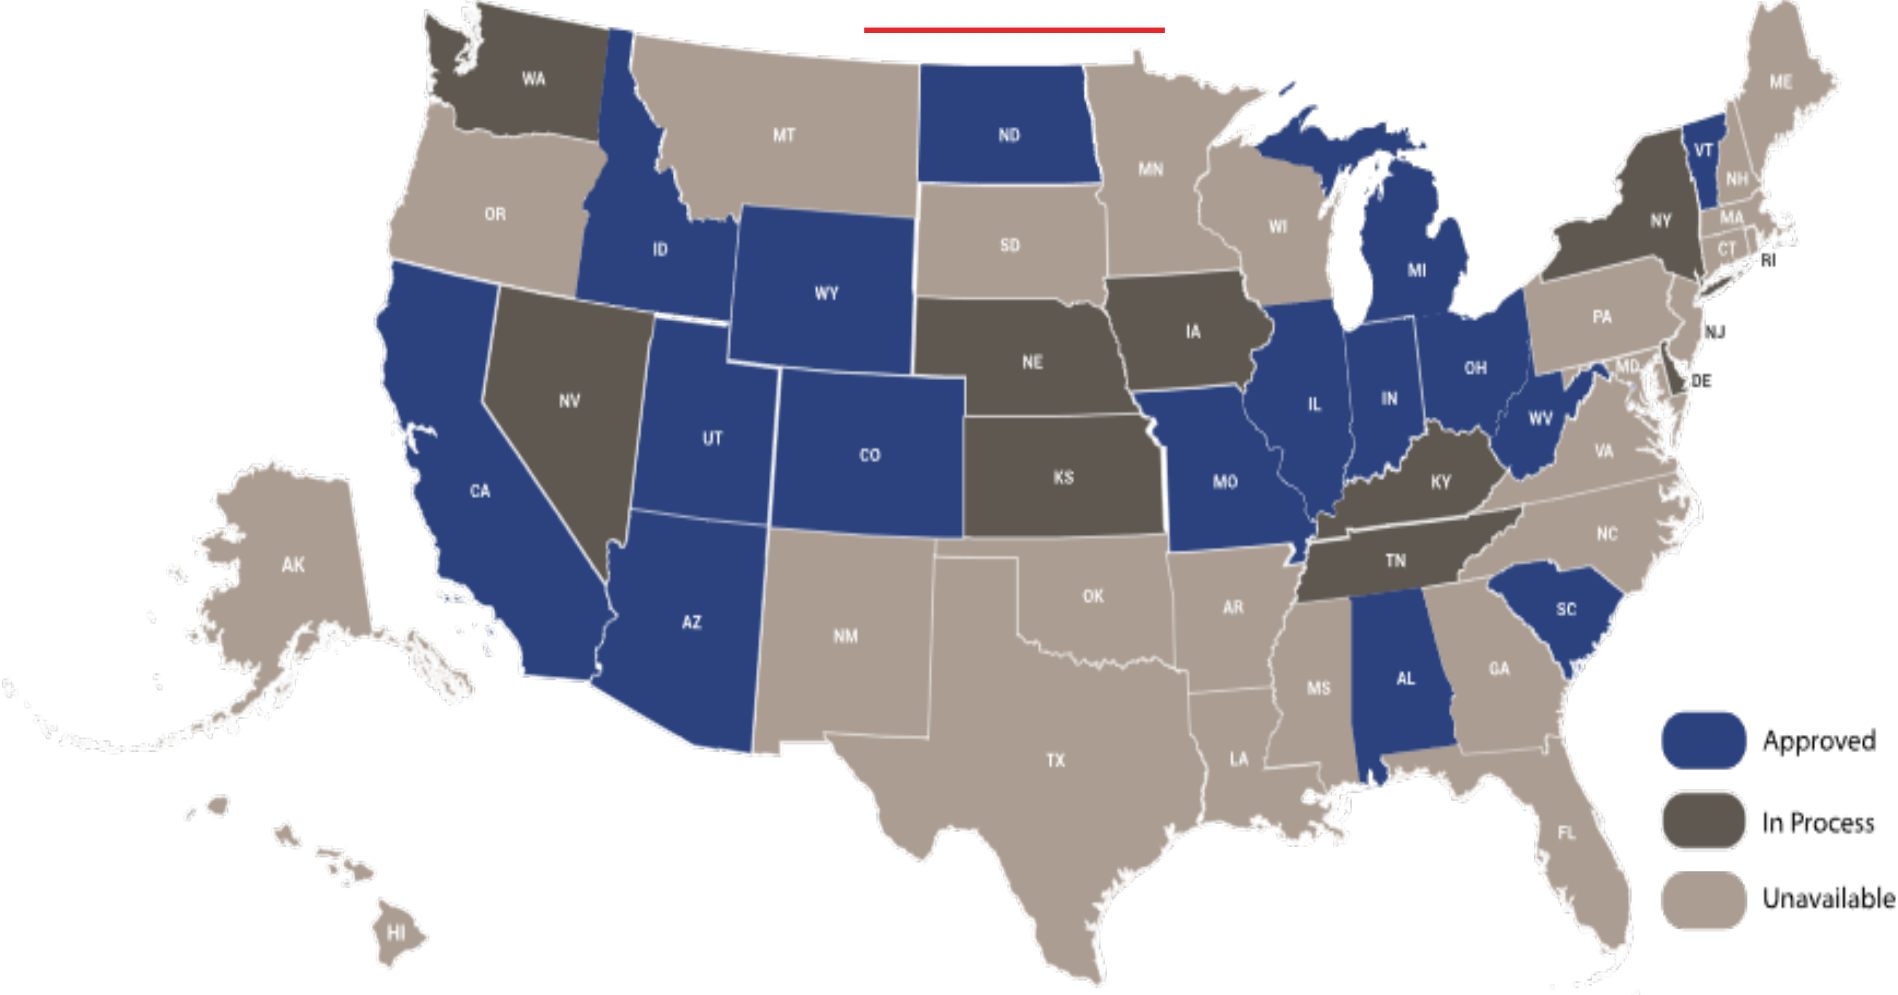 WA
MT
ND
ME
VT
MN
NH
OR
NY
MA
WI
ID
SD
CT
RI
MI
WY
PA
IA
NJ
NE
MD
OH
DE
NV
IN
IL
WV
UT
CO
VA
KS
MO
KY
CA
NC
TN
AK
OK
AR
SC
AZ
NM
GA
AL
MS
TX
LA
Approved
In Process
FL
Unavailable
HI